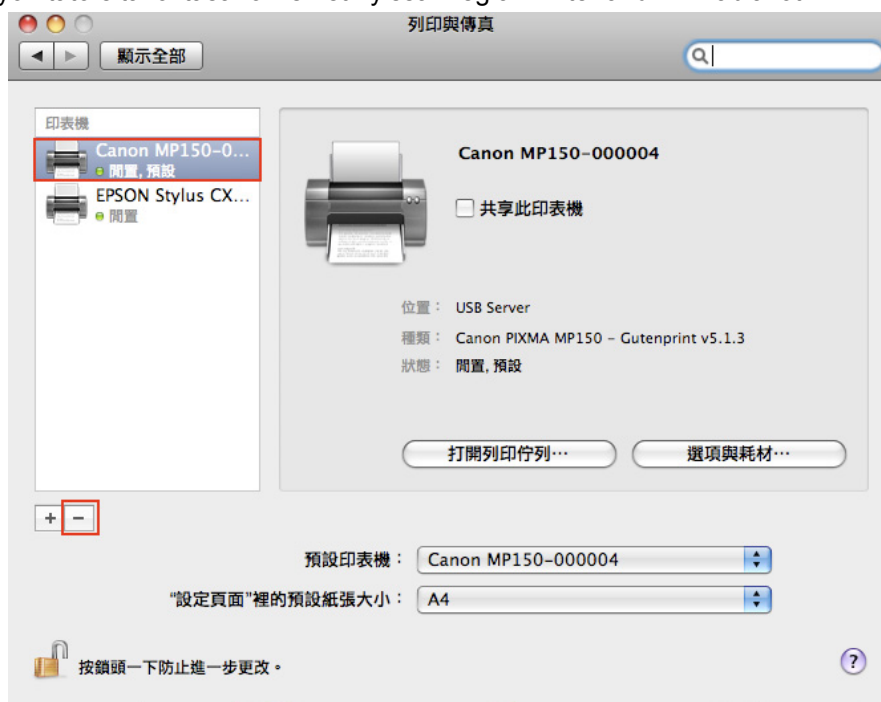 列印與傳真
顯示全部
印表機
Canon MP150-0...
閒置, 預設
EPSON Stylus CX...
閒置
Canon MP150-000004
共享此印表機
位置： USB Server
種類： Canon PIXMA MP150 - Gutenprint v5.1.3
狀態： 閒置, 預設
打開列印佇列⋯ 選項與耗材⋯
+ -
預設印表機： Canon MP150-000004
“設定頁面”裡的預設紙張大小： A4
按鎖頭一下防止進一步更改。 ?